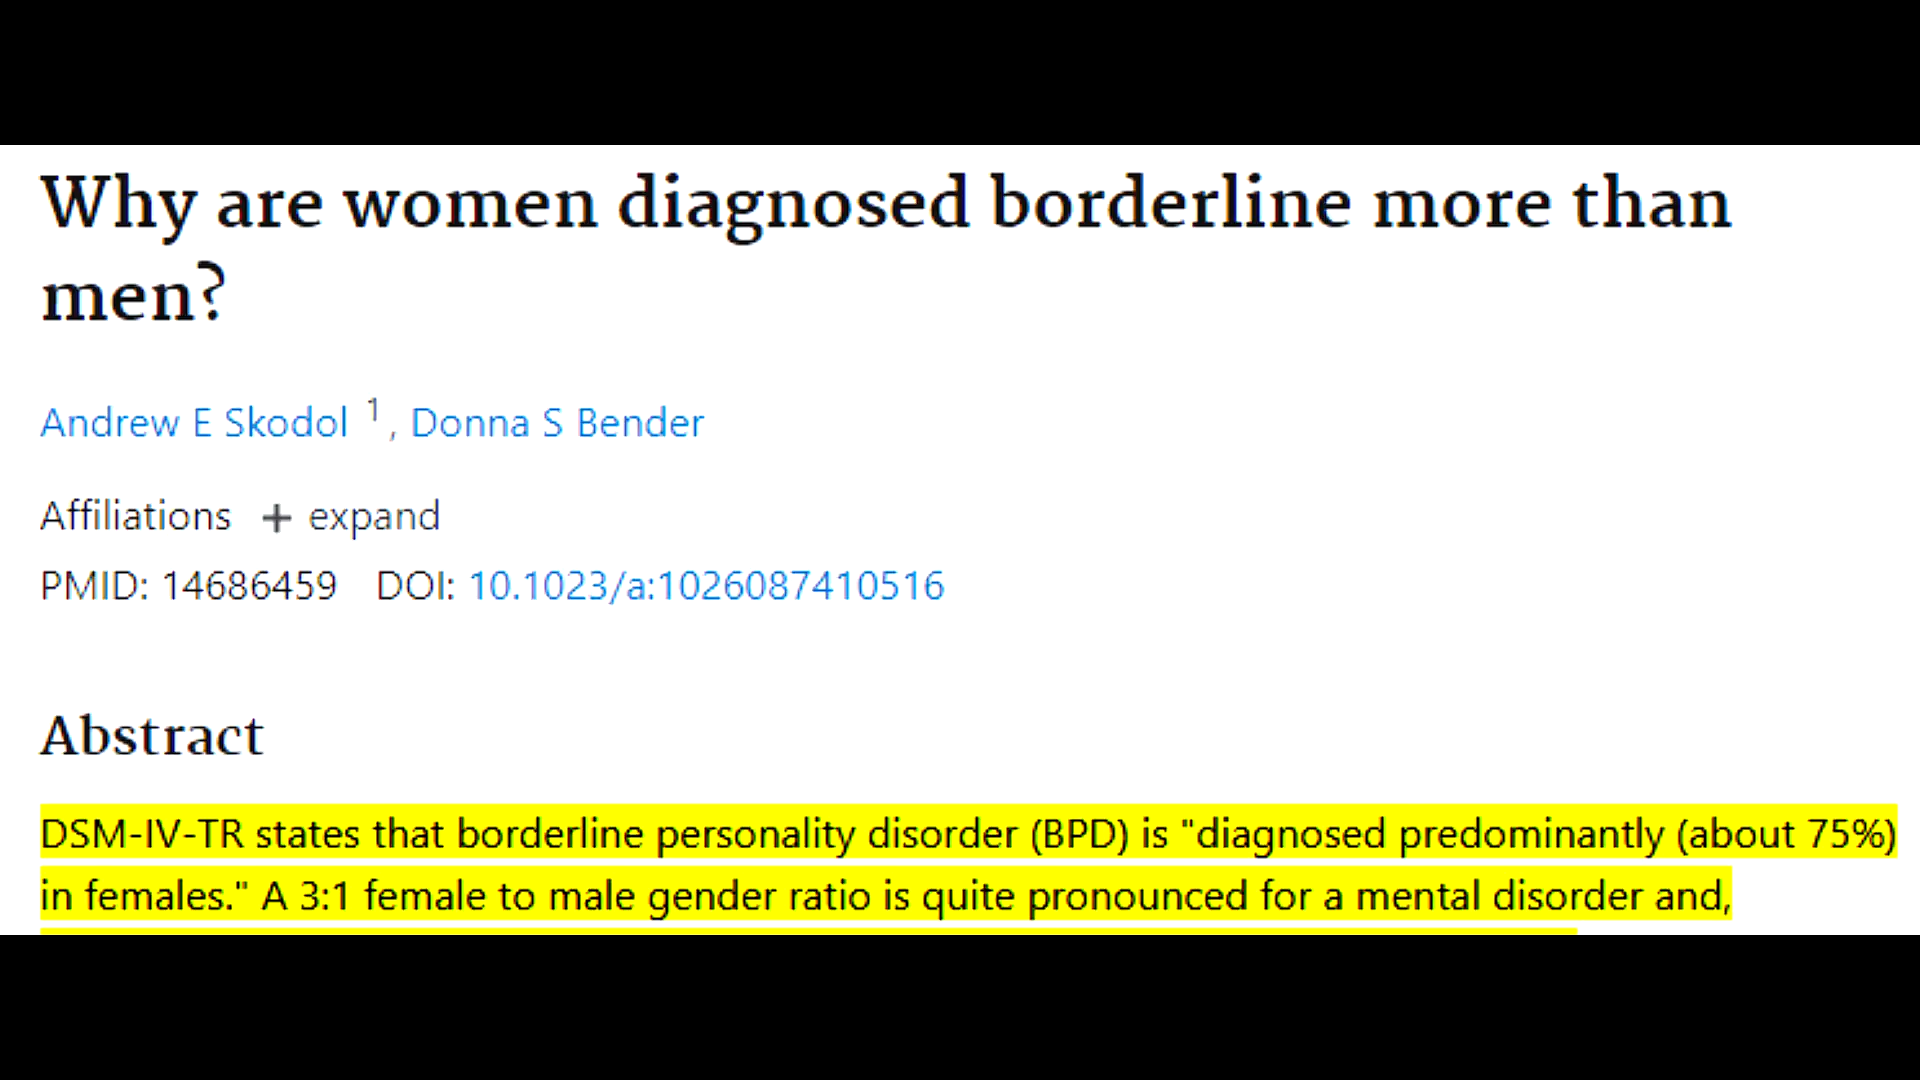 Why are women diagnosed borderline more than
men?
Andrew E Skodol 1, Donna S Bender
Affiliations + expand
PMID: 14686459 DOI: 10.1023/a:1026087410516
Abstract
DSM-IV-TR states that borderline personality disorder (BPD) is "diagnosed predominantly (about 75%)
in females." A 3:1 female to male gender ratio is quite pronounced for a mental disorder and,